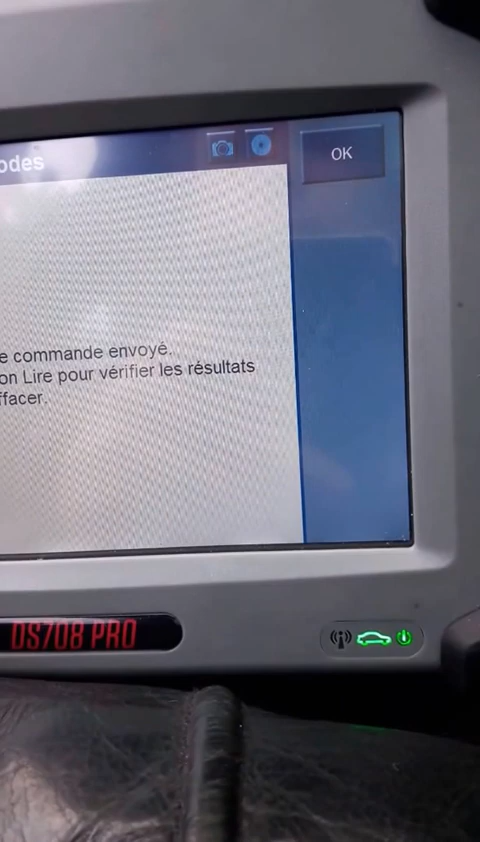 odes
OK
e commande envoyé.
on Lire pour vérifier les résultats
ffacer.
DS708 PRO